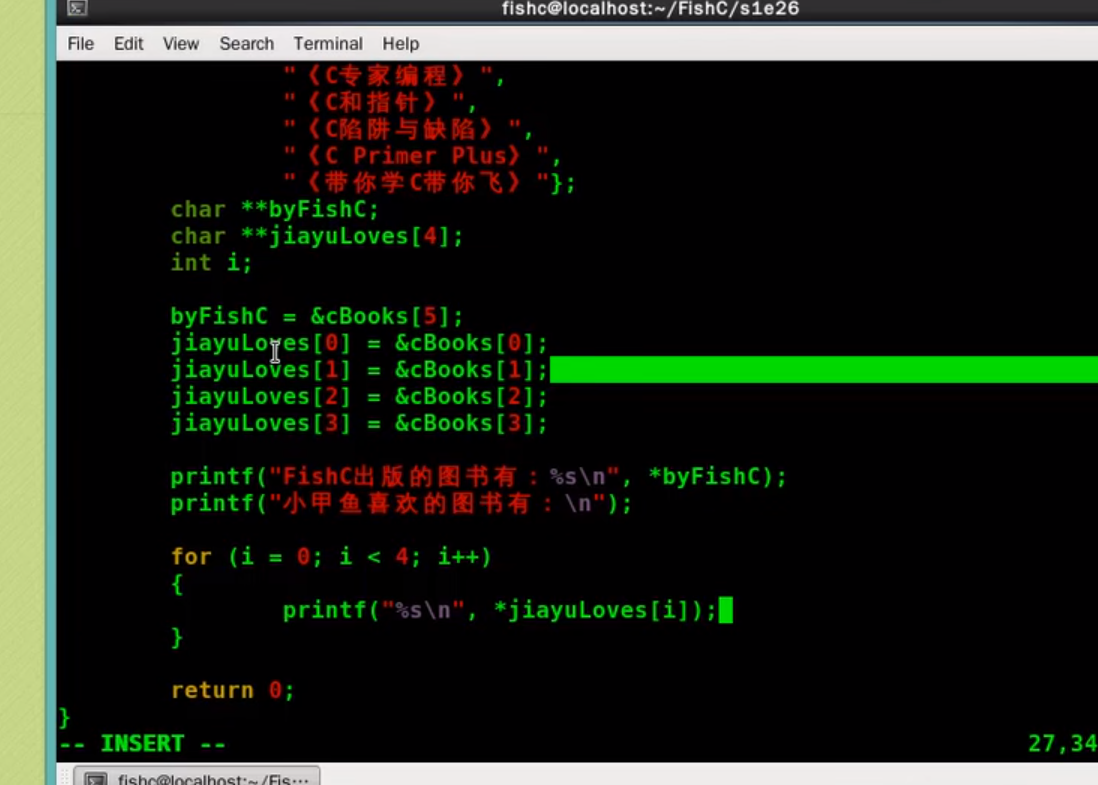 fishc@localhost:~/FishC/s1e26
File Edit View Search Terminal Help
"《C专家编程》",
"《C和指针》",
"《C陷阱与缺陷》",
"《C Primer Plus》",
"《带你学C带你飞》"};
char **byFishC;
char **jiayuLoves[4];
int i;
byFishC = &cBooks[5];
jiayuLoves[0] = &cBooks[0];
jiayuLoves[1] = &cBooks[1];
jiayuLoves[2] = &cBooks[2];
jiayuLoves[3] = &cBooks[3];
printf("FishC出版的图书有：%s\n", *byFishC);
printf("小甲鱼喜欢的图书有：\n");
for (i = 0; i < 4; i++)
{
printf("%s\n", *jiayuLoves[i]);
}
return 0;
}
-- INSERT -- 27,34
fishc@localhost:~/Fis···